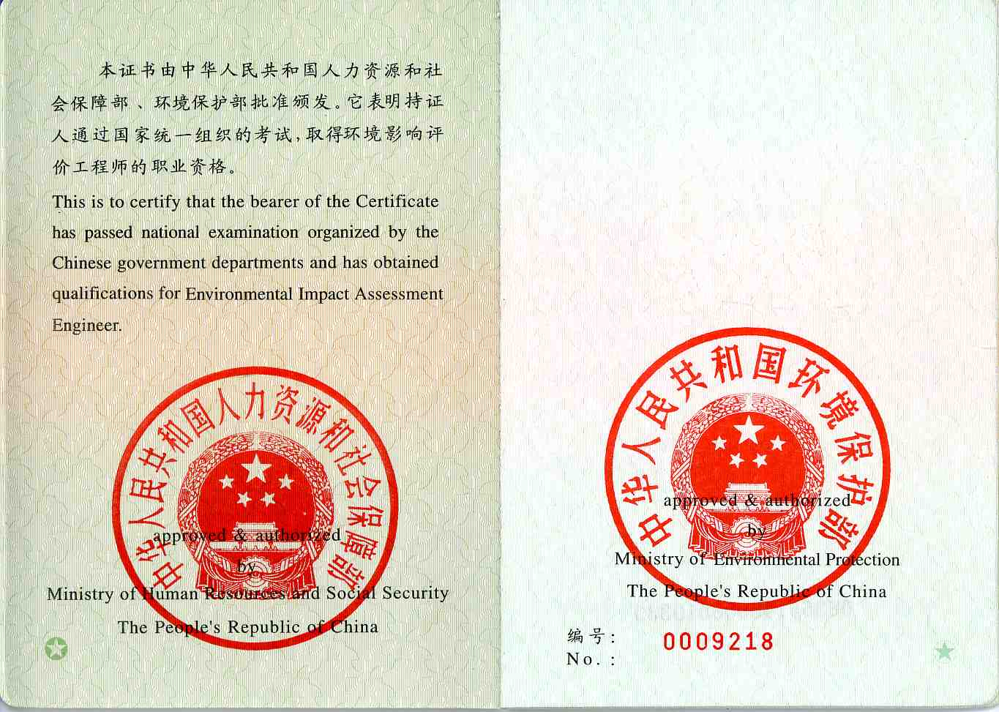 本证书由中华人民共和国人力资源和社
会保障部、环境保护部批准颁发。它表明持证
人通过国家统一组织的考试,取得环境影响评
价工程师的职业资格。
This is to certify that the bearer of the Certificate
has passed national examination organized by the
Chinese government departments and has obtained
qualifications for Environmental Impact Assessment
Engineer.
中华人民共和国人力资源和社会保障部
approved & authorized
by
Ministry of Human Resources and Social Security
The People's Republic of China
中华人民共和国环境保护部
approved & authorized
by
Ministry of Environmental Protection
The People's Republic of China
编号: 0009218
No. :